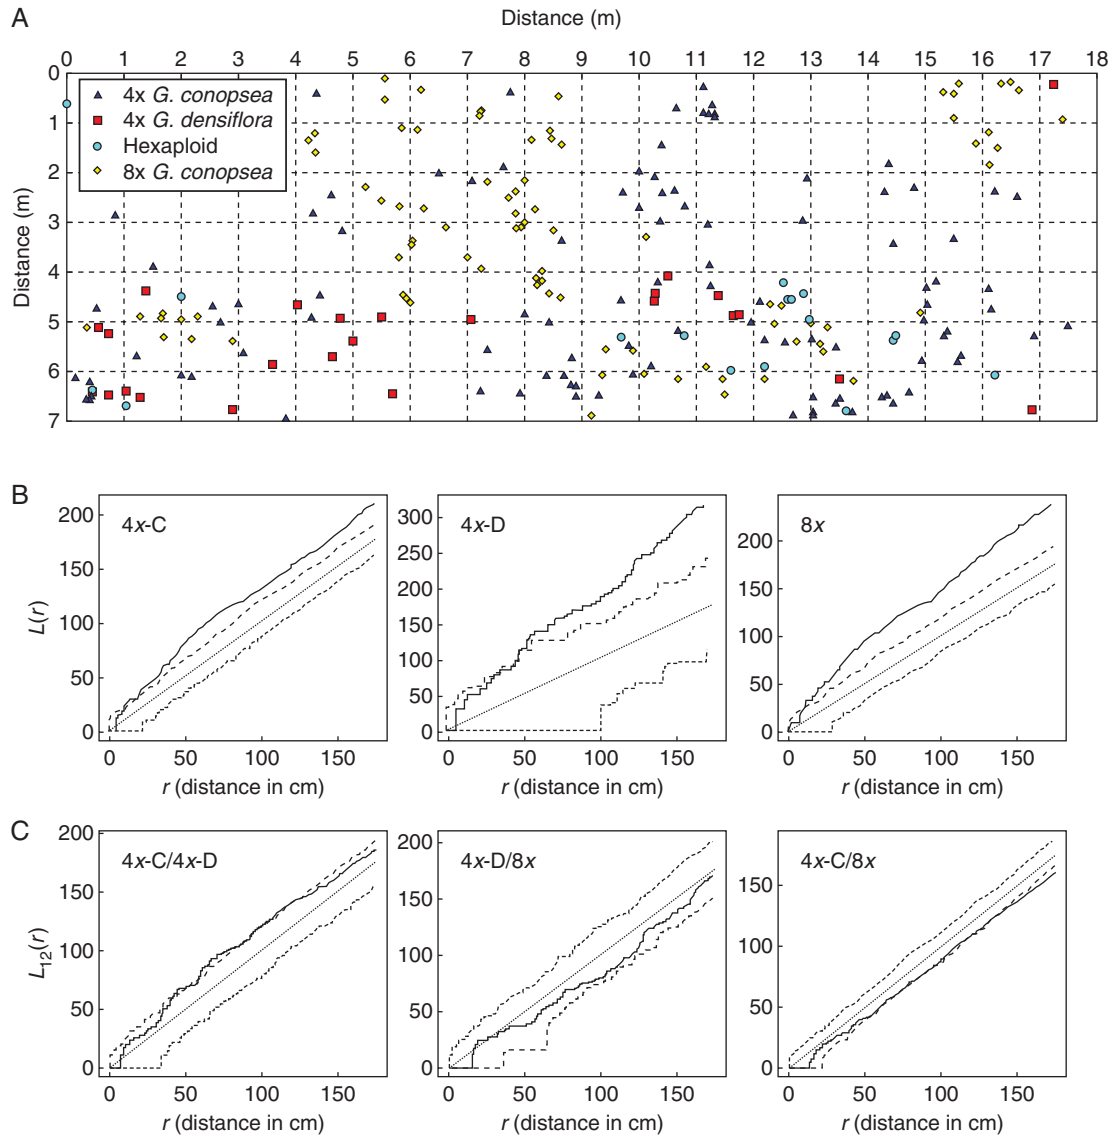 A
Distance (m)
0 1 2 3 4 5 6 7 8 9 10 11 12 13 14 15 16 17 18
0
1
2
3
4
5
6
7
Distance (m)
4x G. conopsea
4x G. densiflora
Hexaploid
8x G. conopsea
B
L(r)
4x-C
200
150
100
50
0
0 50 100 150
r (distance in cm)
4x-D
300
250
200
150
100
50
0
0 50 100 150
r (distance in cm)
8x
200
150
100
50
0
0 50 100 150
r (distance in cm)
C
L12(r)
4x-C/4x-D
200
150
100
50
0
0 50 100 150
r (distance in cm)
4x-D/8x
200
150
100
50
0
0 50 100 150
r (distance in cm)
4x-C/8x
150
100
50
0
0 50 100 150
r (distance in cm)